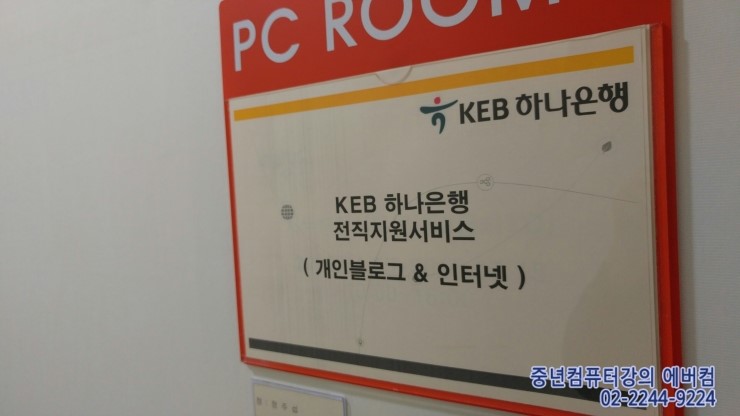 PC ROOM
KEB 하나은행
KEB 하나은행
전직지원서비스
( 개인블로그 & 인터넷 )
중년컴퓨터강의 에버컴
02-2244-9224